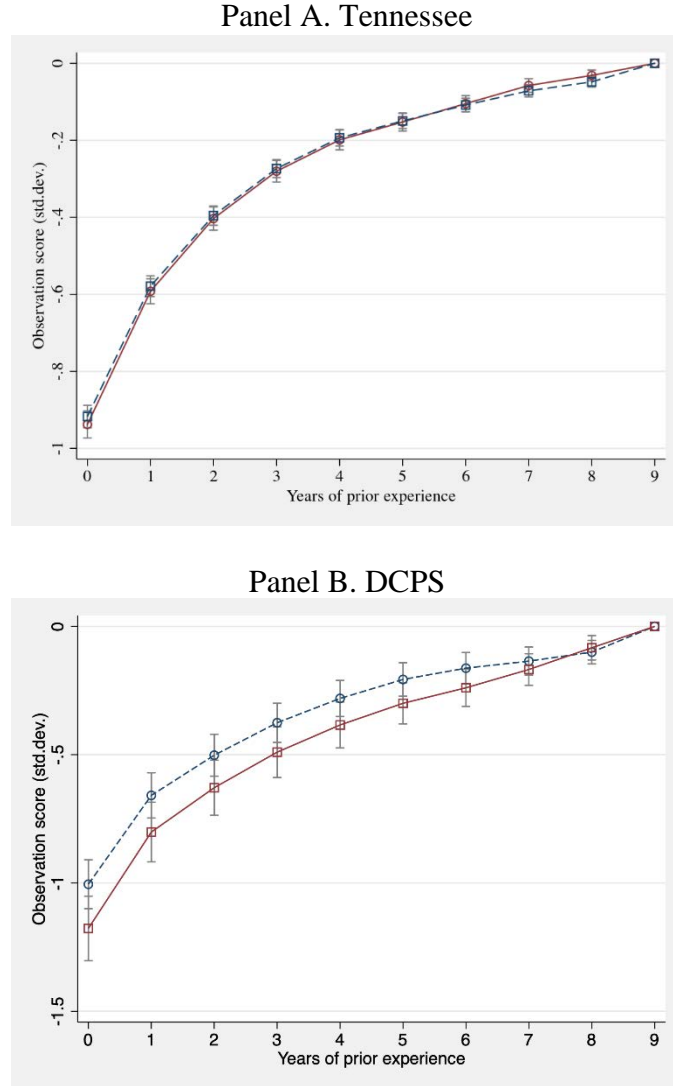 Panel A. Tennessee
Observation score (std.dev.)
0
-.2
-.4
-.6
-.8
-1
0 1 2 3 4 5 6 7 8 9
Years of prior experience
Panel B. DCPS
Observation score (std.dev.)
0
-.5
-1
-1.5
0 1 2 3 4 5 6 7 8 9
Years of prior experience